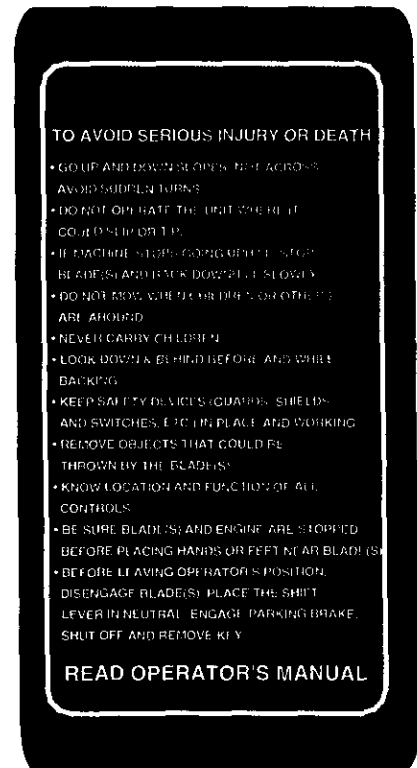 TO AVOID SERIOUS INJURY OR DEATH
• GO UP AND DOWN SLOPES, NOT ACROSS
AVOID SUDDEN TURNS
• DO NOT OPERATE THE UNIT WHERE IT
COULD SLIP OR TIP
• IF MACHINE STOPS GOING UPHILL STOP
BLADE(S) AND BACK DOWNHILL SLOWLY
• DO NOT MOW WHEN CHILDREN OR OTHERS
ARE AROUND
• NEVER CARRY CHILDREN
• LOOK DOWN & BEHIND BEFORE AND WHILE
BACKING
• KEEP SAFETY DEVICES (GUARDS, SHIELDS
AND SWITCHES, ETC.) IN PLACE AND WORKING
• REMOVE OBJECTS THAT COULD BE
THROWN BY THE BLADE(S)
• KNOW LOCATION AND FUNCTION OF ALL
CONTROLS
• BE SURE BLADE(S) AND ENGINE ARE STOPPED
BEFORE PLACING HANDS OR FEET NEAR BLADE(S)
• BEFORE LEAVING OPERATOR'S POSITION,
DISENGAGE BLADE(S), PLACE THE SHIFT
LEVER IN NEUTRAL, ENGAGE PARKING BRAKE,
SHUT OFF AND REMOVE KEY
READ OPERATOR'S MANUAL